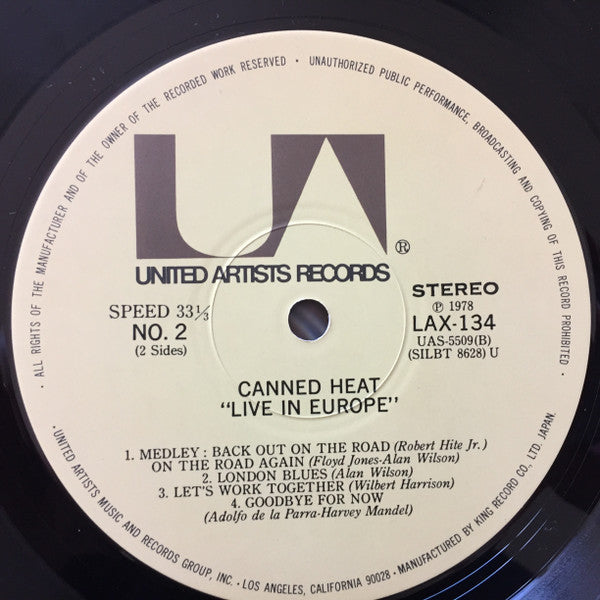 ALL RIGHTS OF THE MANUFACTURER AND OF THE OWNER OF THE RECORDED WORK RESERVED • UNAUTHORIZED PUBLIC PERFORMANCE, BROADCASTING AND COPYING OF THIS RECORD PROHIBITED •
UA ®
UNITED ARTISTS RECORDS
SPEED 33⅓
NO. 2
(2 Sides)
STEREO
Ⓟ 1978
LAX-134
UAS-5509(B)
(SILBT 8628) U
CANNED HEAT
"LIVE IN EUROPE"
1. MEDLEY : BACK OUT ON THE ROAD (Robert Hite Jr.)
ON THE ROAD AGAIN (Floyd Jones-Alan Wilson)
2. LONDON BLUES (Alan Wilson)
3. LET'S WORK TOGETHER (Wilbert Harrison)
4. GOODBYE FOR NOW
(Adolfo de la Parra-Harvey Mandel)
• UNITED ARTISTS MUSIC AND RECORDS GROUP, INC. • LOS ANGELES, CALIFORNIA 90028 • MANUFACTURED BY KING RECORD CO. LTD. JAPAN.